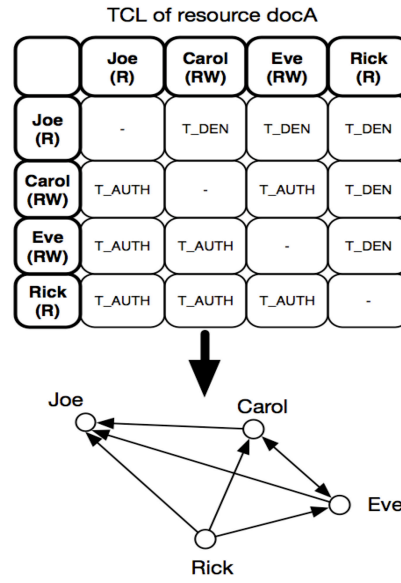 TCL of resource docA
Joe (R) Carol (RW) Eve (RW) Rick (R)
Joe (R) - T_DEN T_DEN T_DEN
Carol (RW) T_AUTH - T_AUTH T_DEN
Eve (RW) T_AUTH T_AUTH - T_DEN
Rick (R) T_AUTH T_AUTH T_AUTH -
Joe
Carol
Eve
Rick